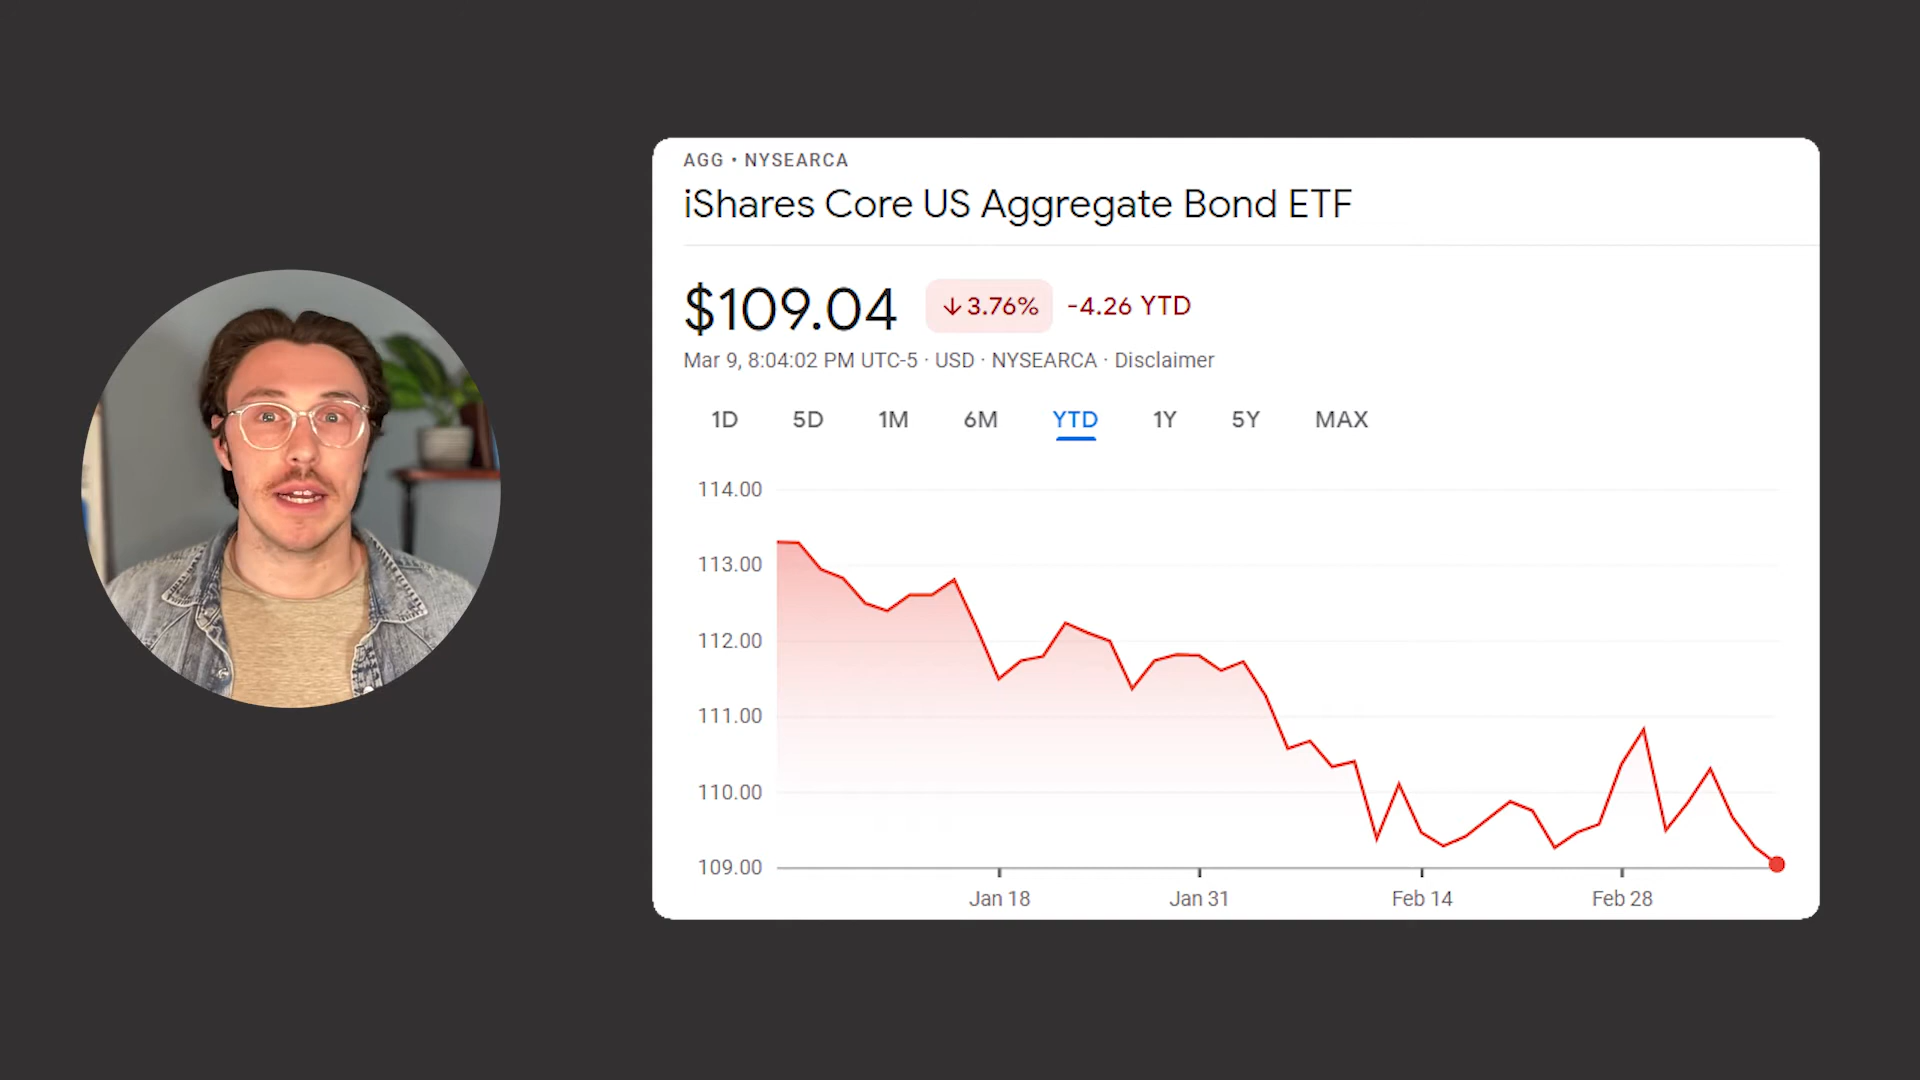 AGG • NYSEARCA
iShares Core US Aggregate Bond ETF
$109.04 ↓3.76% -4.26 YTD
Mar 9, 8:04:02 PM UTC-5 · USD · NYSEARCA · Disclaimer
1D 5D 1M 6M YTD 1Y 5Y MAX
114.00
113.00
112.00
111.00
110.00
109.00
Jan 18 Jan 31 Feb 14 Feb 28